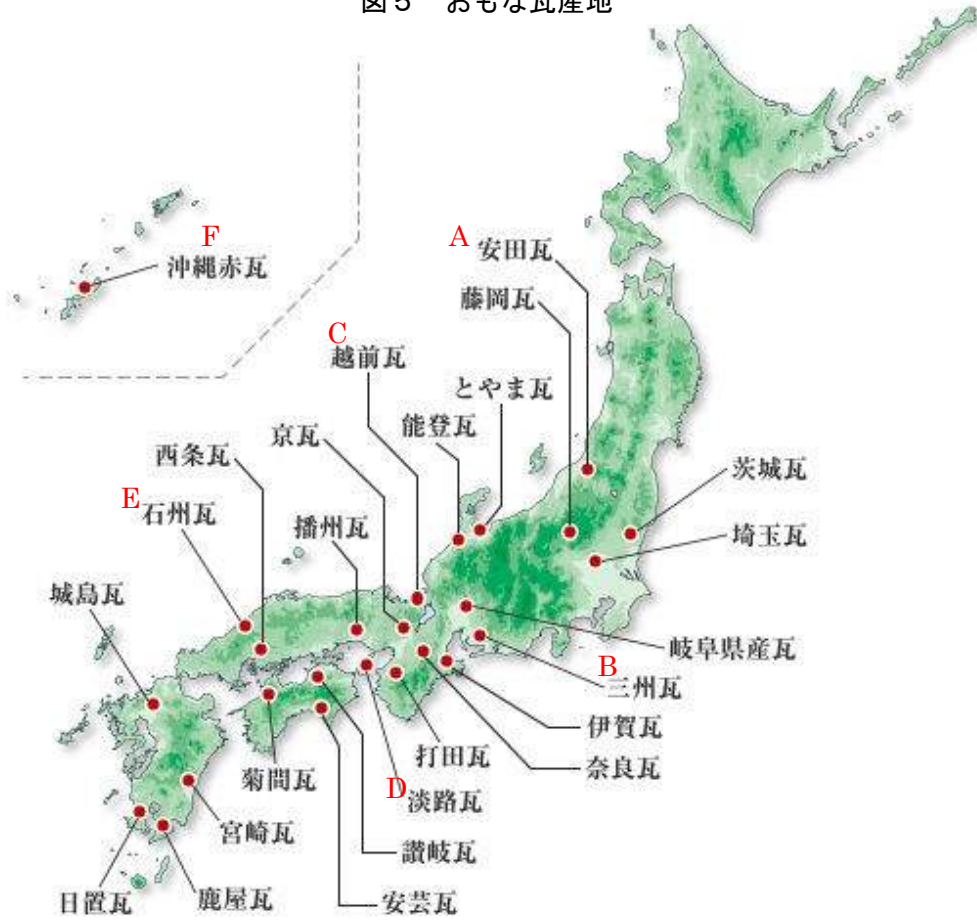 図5 おもな瓦産地
F
沖縄赤瓦
A
安田瓦
藤岡瓦
C
越前瓦
とやま瓦
能登瓦
京瓦
西条瓦
E
石州瓦
播州瓦
茨城瓦
埼玉瓦
城島瓦
岐阜県産瓦
B
三州瓦
伊賀瓦
打田瓦
奈良瓦
菊間瓦
D
淡路瓦
宮崎瓦
讃岐瓦
日置瓦
鹿屋瓦
安芸瓦